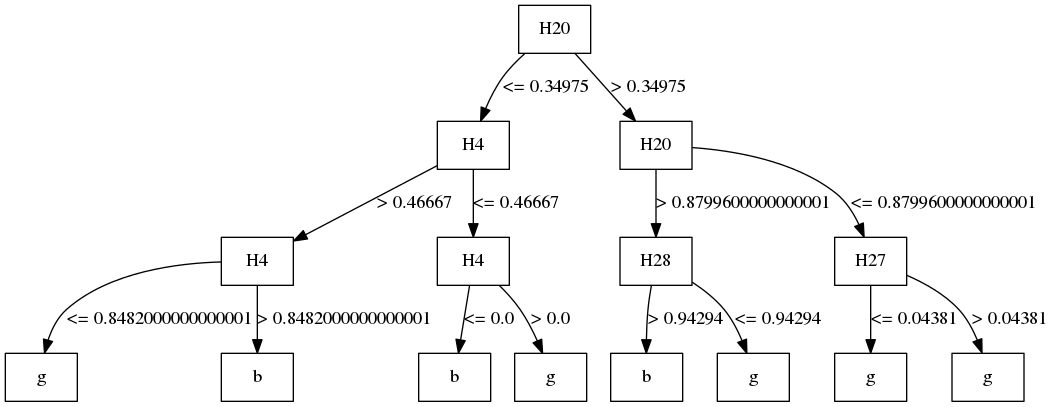 H20
<= 0.34975
> 0.34975
H4
H20
> 0.46667
<= 0.46667
> 0.8799600000000001
<= 0.8799600000000001
H4
H4
H28
H27
<= 0.8482000000000001
> 0.8482000000000001
<= 0.0
> 0.0
> 0.94294
<= 0.94294
<= 0.04381
> 0.04381
g
b
b
g
b
g
g
g